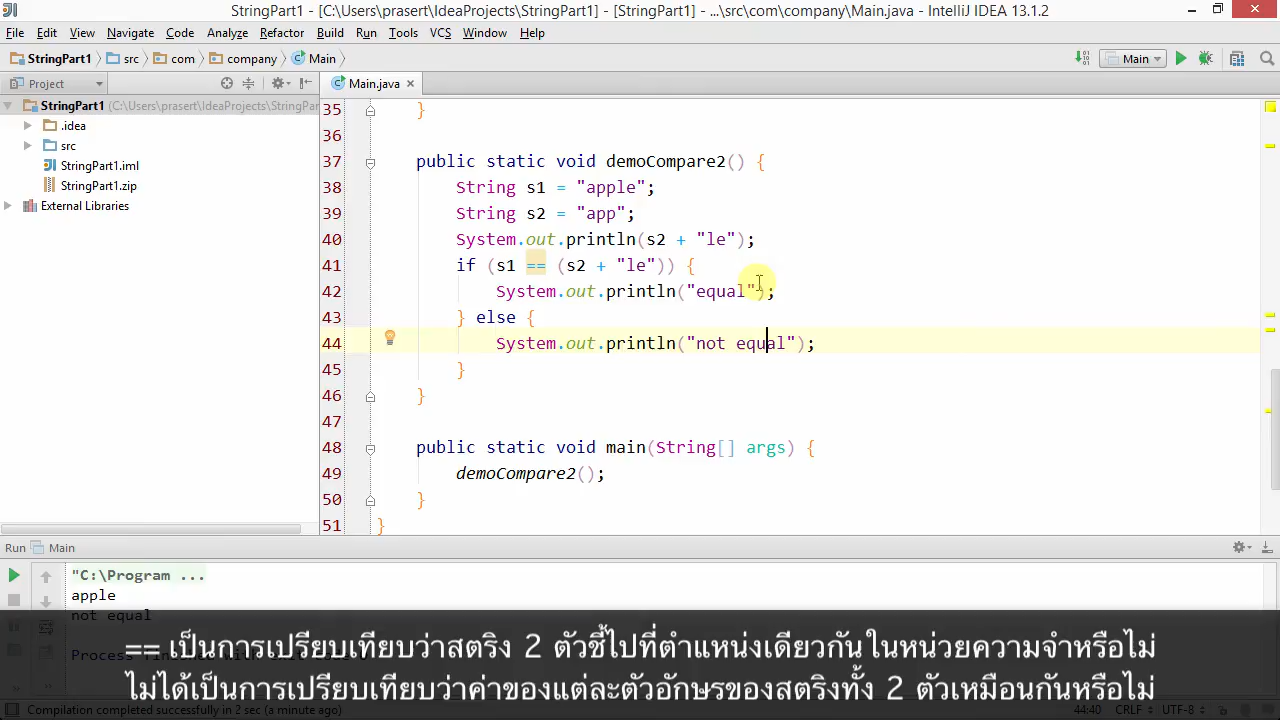 StringPart1 - [C:\Users\prasert\IdeaProjects\StringPart1] - [StringPart1] - ...\src\com\company\Main.java - IntelliJ IDEA 13.1.2
File Edit View Navigate Code Analyze Refactor Build Run Tools VCS Window Help
StringPart1 src com company Main Main
Project Main.java
StringPart1 (C:\Users\prasert\IdeaProjects\StringPart
.idea
src
StringPart1.iml
StringPart1.zip
External Libraries
35 }
36
37 public static void demoCompare2() {
38 String s1 = "apple";
39 String s2 = "app";
40 System.out.println(s2 + "le");
41 if (s1 == (s2 + "le")) {
42 System.out.println("equal");
43 } else {
44 System.out.println("not equal");
45 }
46 }
47
48 public static void main(String[] args) {
49 demoCompare2();
50 }
51 }
Run Main
"C:\Program ...
apple
not equal
Process finished with exit code 0
== เป็นการเปรียบเทียบว่าสตริง 2 ตัวชี้ไปที่ตำแหน่งเดียวกันในหน่วยความจำหรือไม่
ไม่ได้เป็นการเปรียบเทียบว่าค่าของแต่ละตัวอักษรของสตริงทั้ง 2 ตัวเหมือนกันหรือไม่
Compilation completed successfully in 2 sec (a minute ago) 44:40 CRLF UTF-8